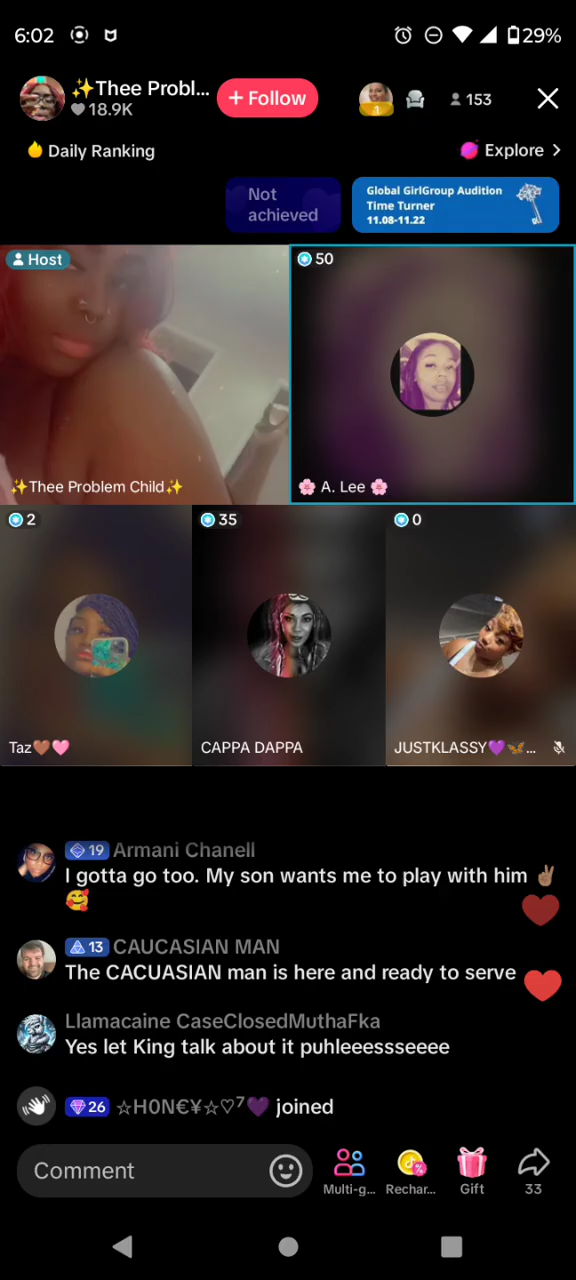 6:02
29%
✨Thee Probl...
18.9K
+ Follow
1
153
Daily Ranking
Explore >
Not
achieved
Global GirlGroup Audition
Time Turner
11.08-11.22
Host
50
✨Thee Problem Child✨
🌸 A. Lee 🌸
2
35
0
Taz🤎🩷
CAPPA DAPPA
JUSTKLASSY💜🦋...
19 Armani Chanell
I gotta go too. My son wants me to play with him ✌🏽
🥰
13 CAUCASIAN MAN
The CACUASIAN man is here and ready to serve
Llamacaine CaseClosedMuthaFka
Yes let King talk about it puhleeessseeee
26 ☆H0N€¥☆♡⁷💜 joined
Comment
Multi-g...
Rechar...
Gift
33